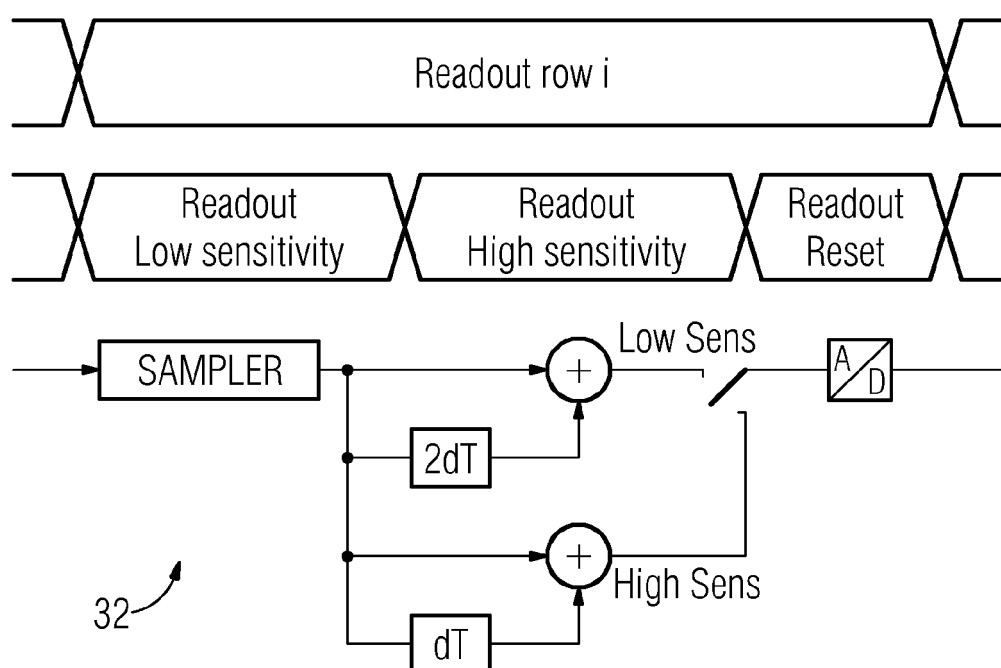 Readout row i
Readout
Low sensitivity
Readout
High sensitivity
Readout
Reset
SAMPLER
Low Sens
A
D
2dT
High Sens
dT
32